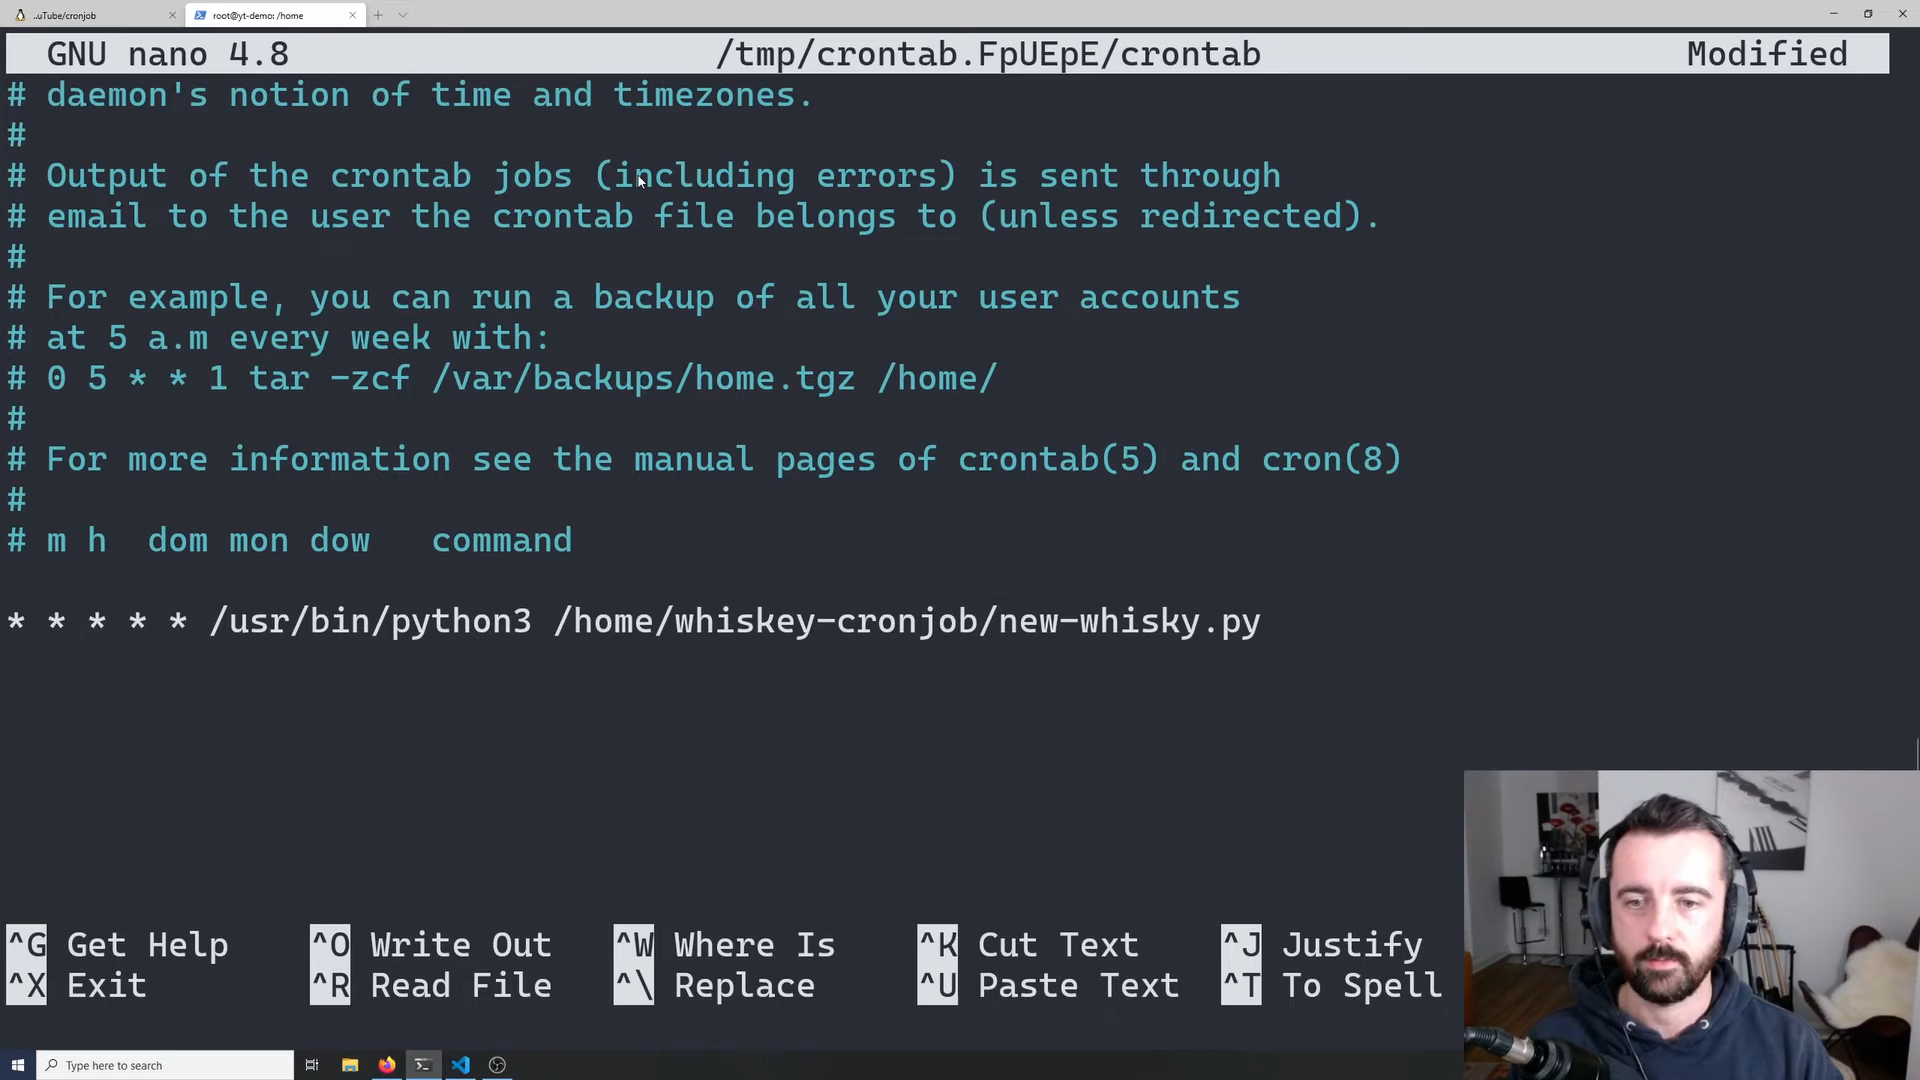 ..uTube/cronjob
root@yt-demo: /home
GNU nano 4.8 /tmp/crontab.FpUEpE/crontab Modified
# daemon's notion of time and timezones.
#
# Output of the crontab jobs (including errors) is sent through
# email to the user the crontab file belongs to (unless redirected).
#
# For example, you can run a backup of all your user accounts
# at 5 a.m every week with:
# 0 5 * * 1 tar -zcf /var/backups/home.tgz /home/
#
# For more information see the manual pages of crontab(5) and cron(8)
#
# m h  dom mon dow   command
* * * * * /usr/bin/python3 /home/whiskey-cronjob/new-whisky.py
^G Get Help ^O Write Out ^W Where Is ^K Cut Text ^J Justify
^X Exit ^R Read File ^\ Replace ^U Paste Text ^T To Spell
Type here to search